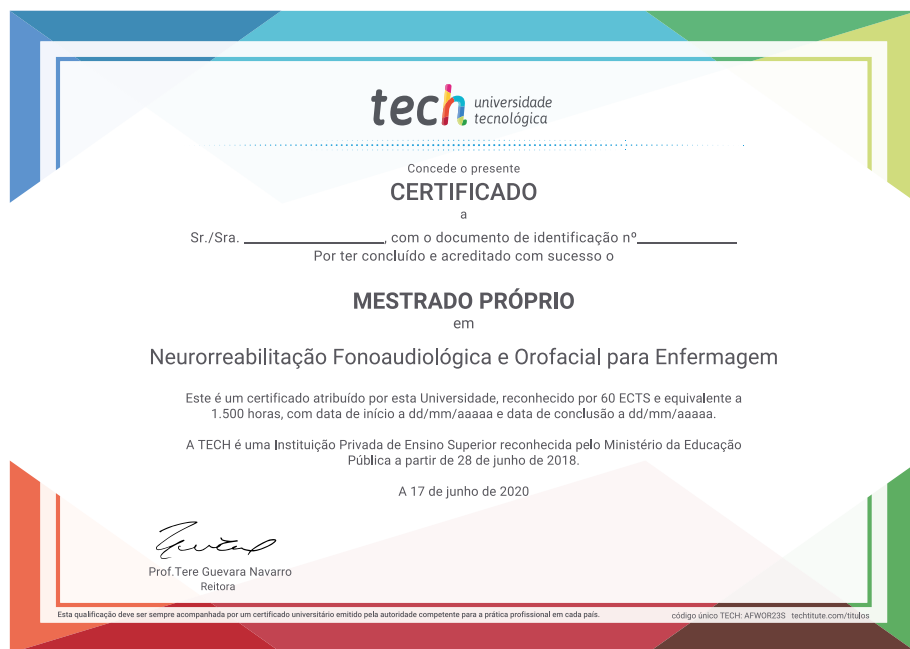 tech universidade
tecnológica
Concede o presente
CERTIFICADO
a
Sr./Sra. ________________, com o documento de identificação nº____________
Por ter concluído e acreditado com sucesso o
MESTRADO PRÓPRIO
em
Neurorreabilitação Fonoaudiológica e Orofacial para Enfermagem
Este é um certificado atribuído por esta Universidade, reconhecido por 60 ECTS e equivalente a
1.500 horas, com data de início a dd/mm/aaaaa e data de conclusão a dd/mm/aaaaa.
A TECH é uma Instituição Privada de Ensino Superior reconhecida pelo Ministério da Educação
Pública a partir de 28 de junho de 2018.
A 17 de junho de 2020
Prof.Tere Guevara Navarro
Reitora
Esta qualificação deve ser sempre acompanhada por um certificado universitário emitido pela autoridade competente para a prática profissional em cada país.
código único TECH: AFWOR23S techtitute.com/titulos